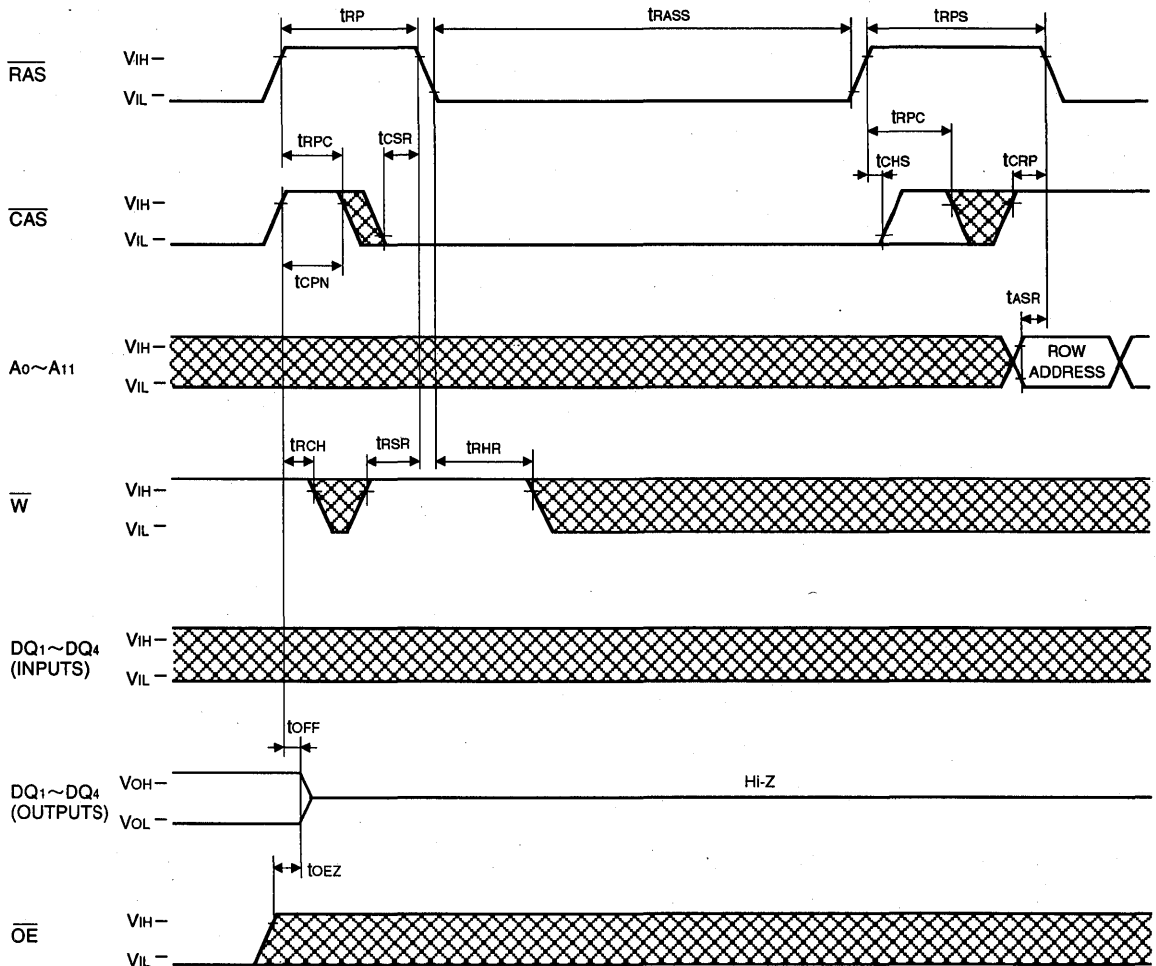 tRP tRASS tRPS
RAS VIH
VIL
tRPC tCSR tRPC tCHS tCRP
CAS VIH
VIL
tCPN
tASR
A0~A11 VIH
VIL
ROW
ADDRESS
tRCH tRSR tRHR
W VIH
VIL
DQ1~DQ4
(INPUTS)
VIH
VIL
tOFF
DQ1~DQ4
(OUTPUTS)
VOH
VOL
Hi-Z
tOEZ
OE VIH
VIL